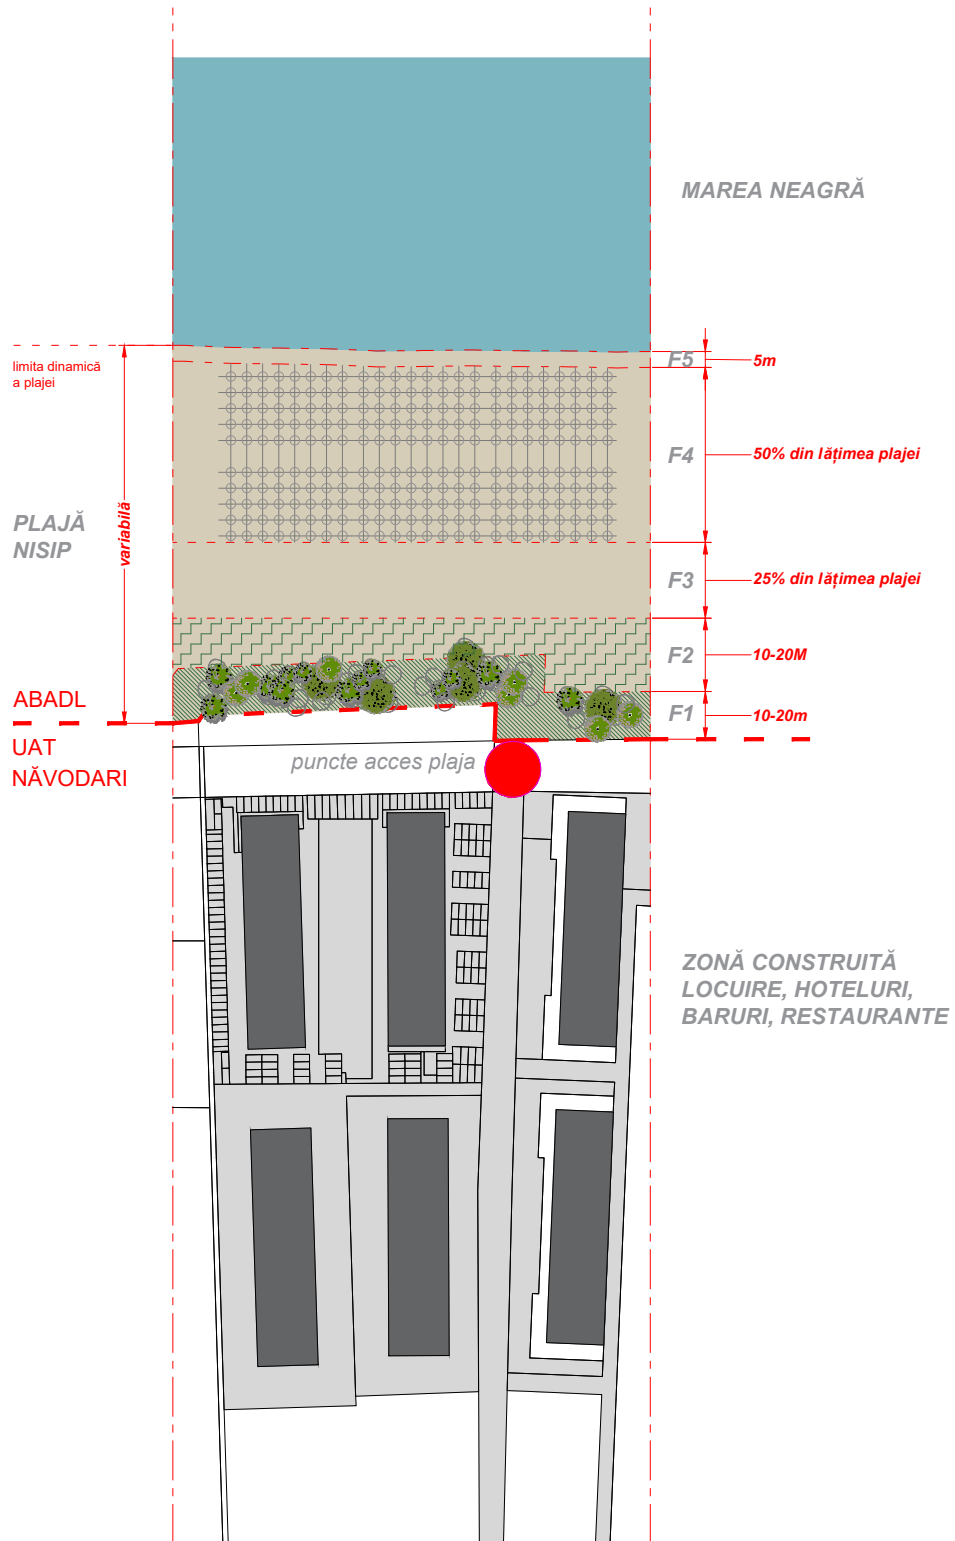 MAREA NEAGRĂ
limita dinamică
a plajei
F5
5m
F4
50% din lățimea plajei
variabilă
PLAJĂ
NISIP
F3
25% din lățimea plajei
F2
10-20M
ABADL
F1
10-20m
UAT
NĂVODARI
puncte acces plaja
ZONĂ CONSTRUITĂ
LOCUIRE, HOTELURI,
BARURI, RESTAURANTE